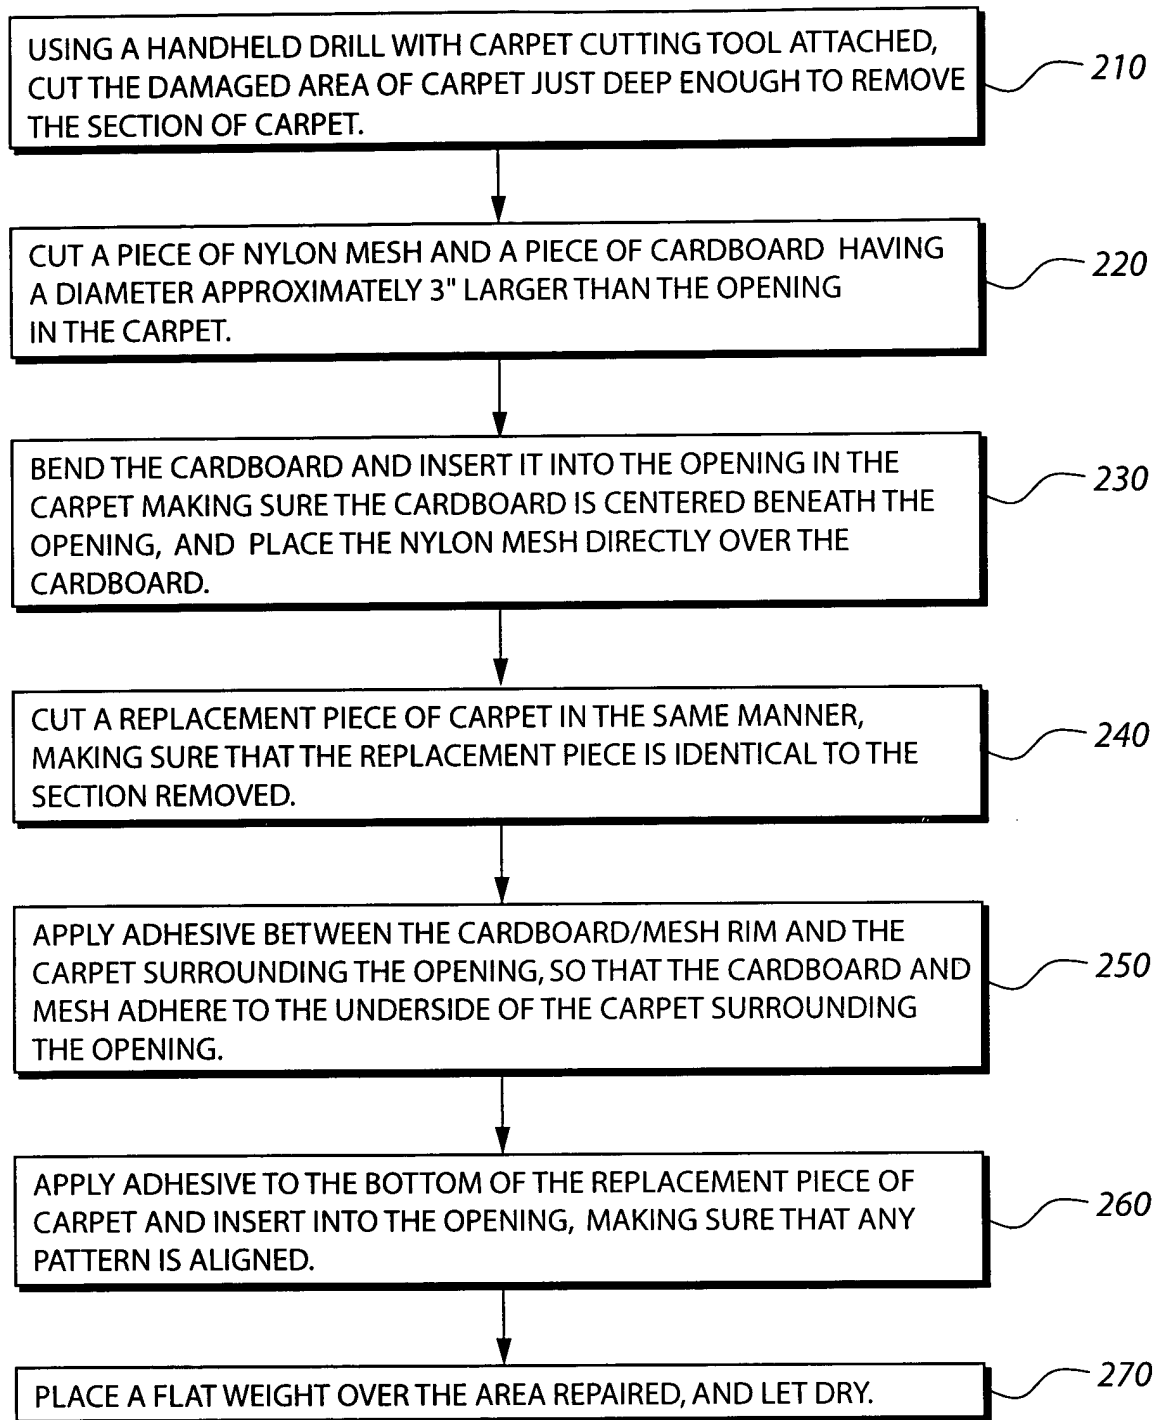 USING A HANDHELD DRILL WITH CARPET CUTTING TOOL ATTACHED,
CUT THE DAMAGED AREA OF CARPET JUST DEEP ENOUGH TO REMOVE
THE SECTION OF CARPET.
210
CUT A PIECE OF NYLON MESH AND A PIECE OF CARDBOARD HAVING
A DIAMETER APPROXIMATELY 3" LARGER THAN THE OPENING
IN THE CARPET.
220
BEND THE CARDBOARD AND INSERT IT INTO THE OPENING IN THE
CARPET MAKING SURE THE CARDBOARD IS CENTERED BENEATH THE
OPENING, AND PLACE THE NYLON MESH DIRECTLY OVER THE
CARDBOARD.
230
CUT A REPLACEMENT PIECE OF CARPET IN THE SAME MANNER,
MAKING SURE THAT THE REPLACEMENT PIECE IS IDENTICAL TO THE
SECTION REMOVED.
240
APPLY ADHESIVE BETWEEN THE CARDBOARD/MESH RIM AND THE
CARPET SURROUNDING THE OPENING, SO THAT THE CARDBOARD AND
MESH ADHERE TO THE UNDERSIDE OF THE CARPET SURROUNDING
THE OPENING.
250
APPLY ADHESIVE TO THE BOTTOM OF THE REPLACEMENT PIECE OF
CARPET AND INSERT INTO THE OPENING, MAKING SURE THAT ANY
PATTERN IS ALIGNED.
260
PLACE A FLAT WEIGHT OVER THE AREA REPAIRED, AND LET DRY.
270